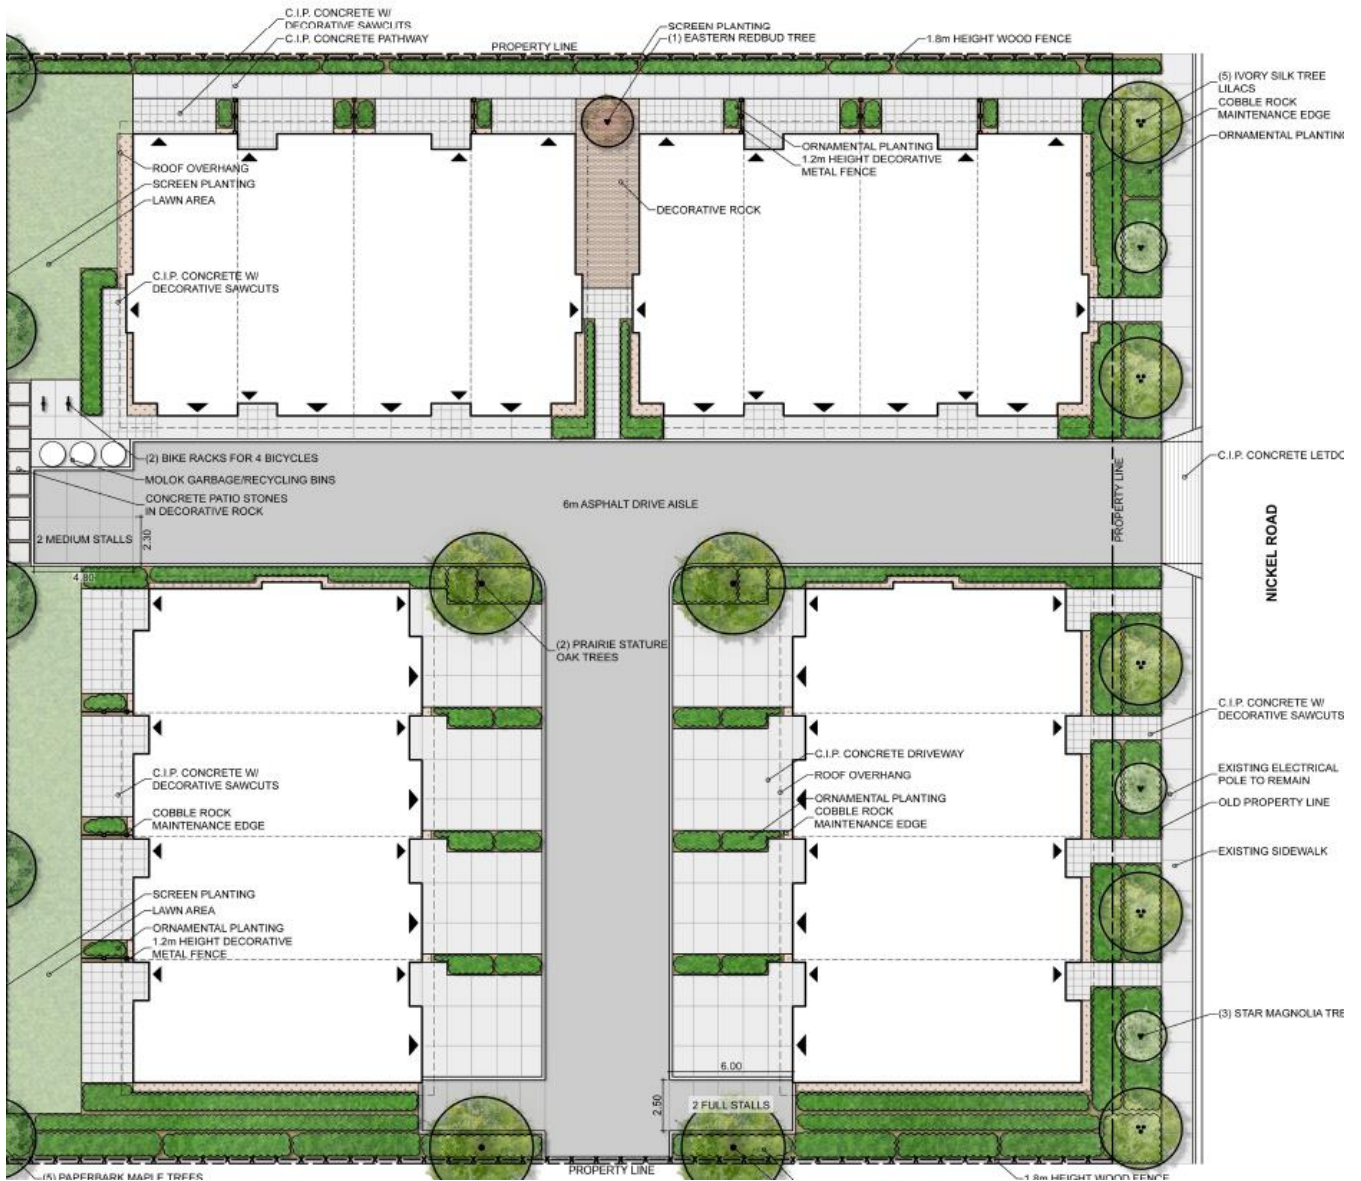 C.I.P. CONCRETE W/
DECORATIVE SAWCUTS
C.I.P. CONCRETE PATHWAY
PROPERTY LINE
SCREEN PLANTING
(1) EASTERN REDBUD TREE
1.8m HEIGHT WOOD FENCE
(5) IVORY SILK TREE
LILACS
COBBLE ROCK
MAINTENANCE EDGE
ORNAMENTAL PLANTING
ROOF OVERHANG
SCREEN PLANTING
LAWN AREA
ORNAMENTAL PLANTING
1.2m HEIGHT DECORATIVE
METAL FENCE
DECORATIVE ROCK
C.I.P. CONCRETE W/
DECORATIVE SAWCUTS
(2) BIKE RACKS FOR 4 BICYCLES
MOLOK GARBAGE/RECYCLING BINS
CONCRETE PATIO STONES
IN DECORATIVE ROCK
6m ASPHALT DRIVE AISLE
PROPERTY LINE
C.I.P. CONCRETE LETDO
NICKEL ROAD
2 MEDIUM STALLS
2.30
4.80
(2) PRAIRIE STATURE
OAK TREES
C.I.P. CONCRETE W/
DECORATIVE SAWCUTS
C.I.P. CONCRETE DRIVEWAY
ROOF OVERHANG
ORNAMENTAL PLANTING
COBBLE ROCK
MAINTENANCE EDGE
EXISTING ELECTRICAL
POLE TO REMAIN
OLD PROPERTY LINE
EXISTING SIDEWALK
C.I.P. CONCRETE W/
DECORATIVE SAWCUTS
COBBLE ROCK
MAINTENANCE EDGE
SCREEN PLANTING
LAWN AREA
ORNAMENTAL PLANTING
1.2m HEIGHT DECORATIVE
METAL FENCE
(3) STAR MAGNOLIA TRE
6.00
2.50
2 FULL STALLS
PROPERTY LINE
(5) PAPERBARK MAPLE TREES
1.8m HEIGHT WOOD FENCE